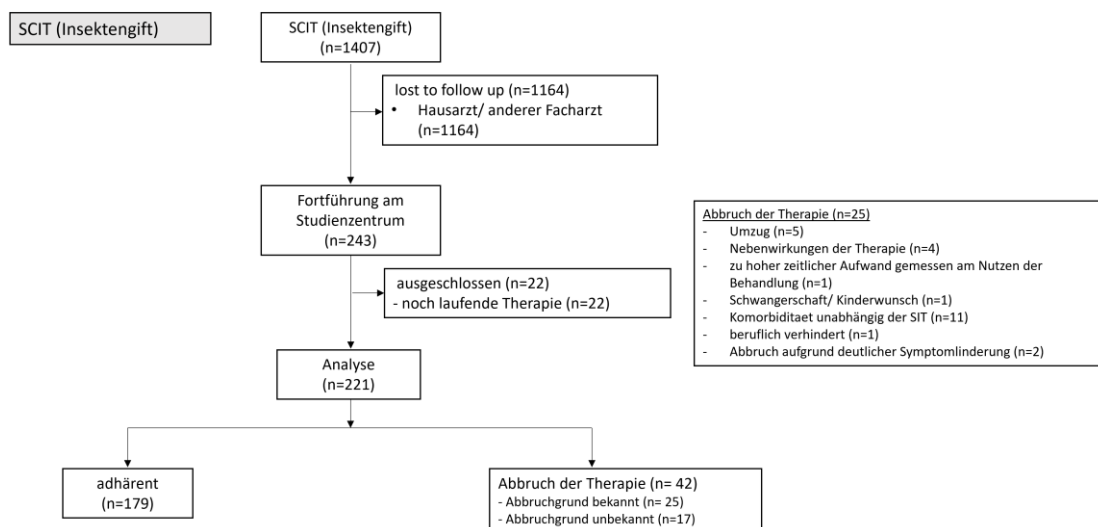 SCIT (Insektengift)
SCIT (Insektengift)
(n=1407)
lost to follow up (n=1164)
• Hausarzt/ anderer Facharzt
(n=1164)
Fortführung am
Studienzentrum
(n=243)
ausgeschlossen (n=22)
- noch laufende Therapie (n=22)
Abbruch der Therapie (n=25)
- Umzug (n=5)
- Nebenwirkungen der Therapie (n=4)
- zu hoher zeitlicher Aufwand gemessen am Nutzen der
Behandlung (n=1)
- Schwangerschaft/ Kinderwunsch (n=1)
- Komorbiditaet unabhängig der SIT (n=11)
- beruflich verhindert (n=1)
- Abbruch aufgrund deutlicher Symptomlinderung (n=2)
Analyse
(n=221)
adhärent
(n=179)
Abbruch der Therapie (n= 42)
- Abbruchgrund bekannt (n= 25)
- Abbruchgrund unbekannt (n=17)